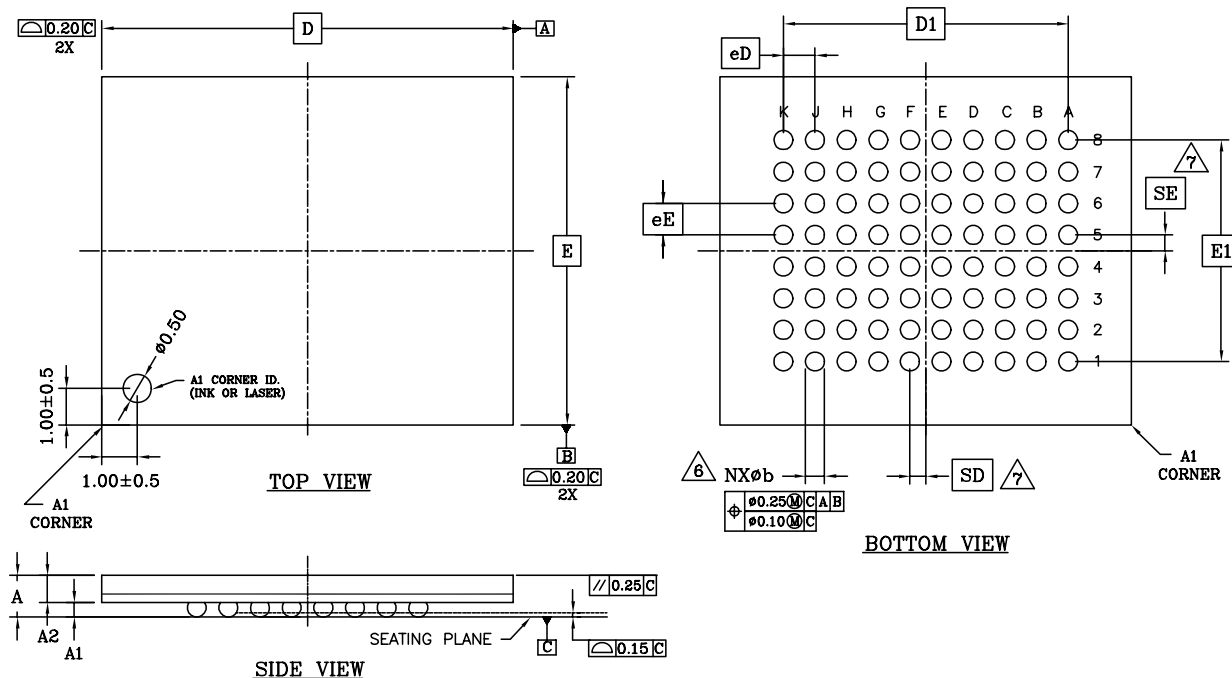 ⌓ 0.20 C
2X
D
A
E
ø0.50
A1 CORNER ID.
(INK OR LASER)
1.00±0.5
1.00±0.5
A1
CORNER
TOP VIEW
B
⌓ 0.20 C
2X
D1
eD
K J H G F E D C B A
8
7
6
5
4
3
2
1
7
SE
eE
E1
6 NXøb
⌖ ø0.25Ⓜ C A B
ø0.10Ⓜ C
SD 7
A1
CORNER
BOTTOM VIEW
A
A2
A1
// 0.25 C
SEATING PLANE
C
⌓ 0.15 C
SIDE VIEW